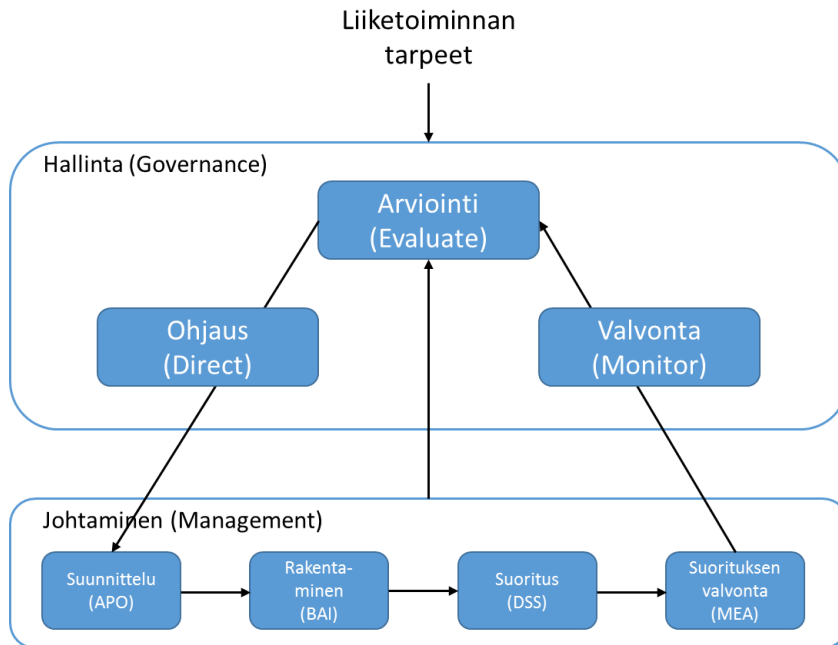 Liiketoiminnan
tarpeet
Hallinta (Governance)
Arviointi
(Evaluate)
Ohjaus
(Direct)
Valvonta
(Monitor)
Johtaminen (Management)
Suunnittelu
(APO)
Rakenta-
minen
(BAI)
Suoritus
(DSS)
Suorituksen
valvonta
(MEA)